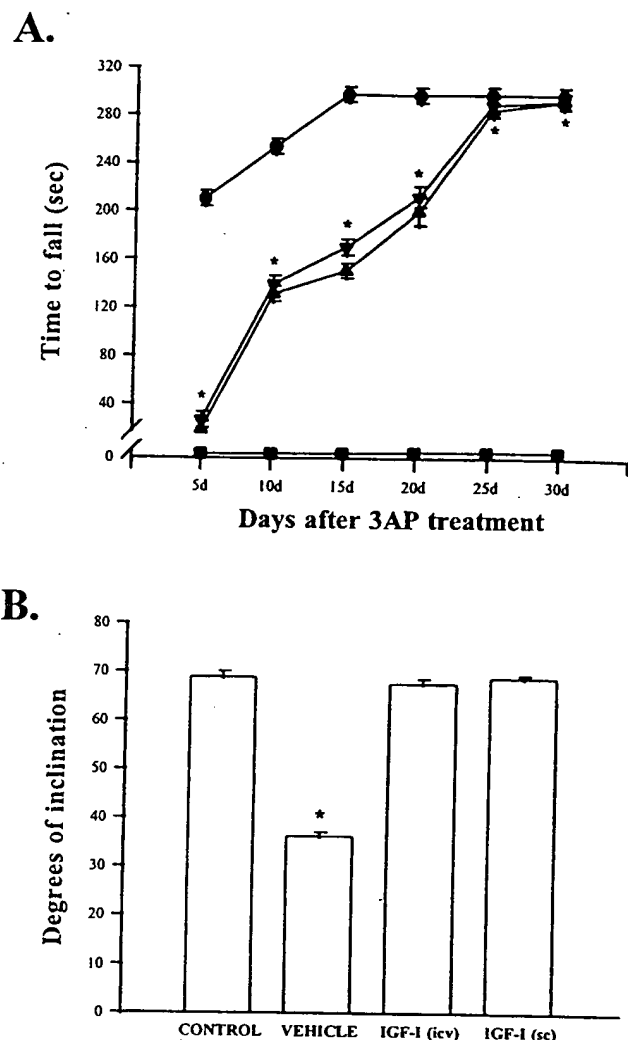 A.
320
280
240
200
160
120
80
40
0
Time to fall (sec)
* * * * * *
5d 10d 15d 20d 25d 30d
Days after 3AP treatment
B.
80
70
60
50
40
30
20
10
0
Degrees of inclination
*
CONTROL VEHICLE IGF-I (icv) IGF-I (sc)